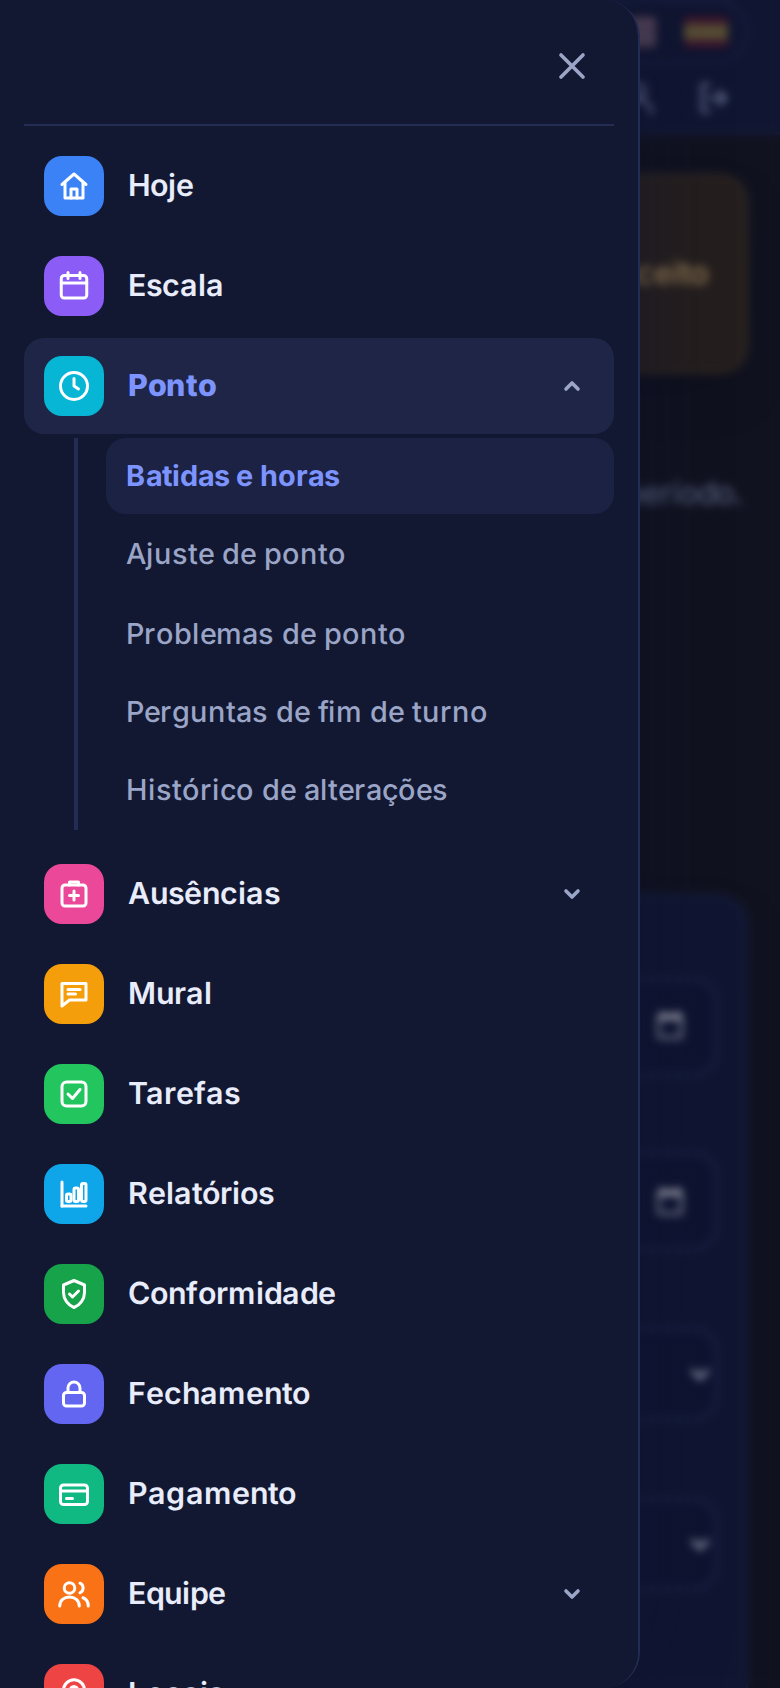 Hoje
Escala
Ponto
Batidas e horas
Ajuste de ponto
Problemas de ponto
Perguntas de fim de turno
Histórico de alterações
Ausências
Mural
Tarefas
Relatórios
Conformidade
Fechamento
Pagamento
Equipe